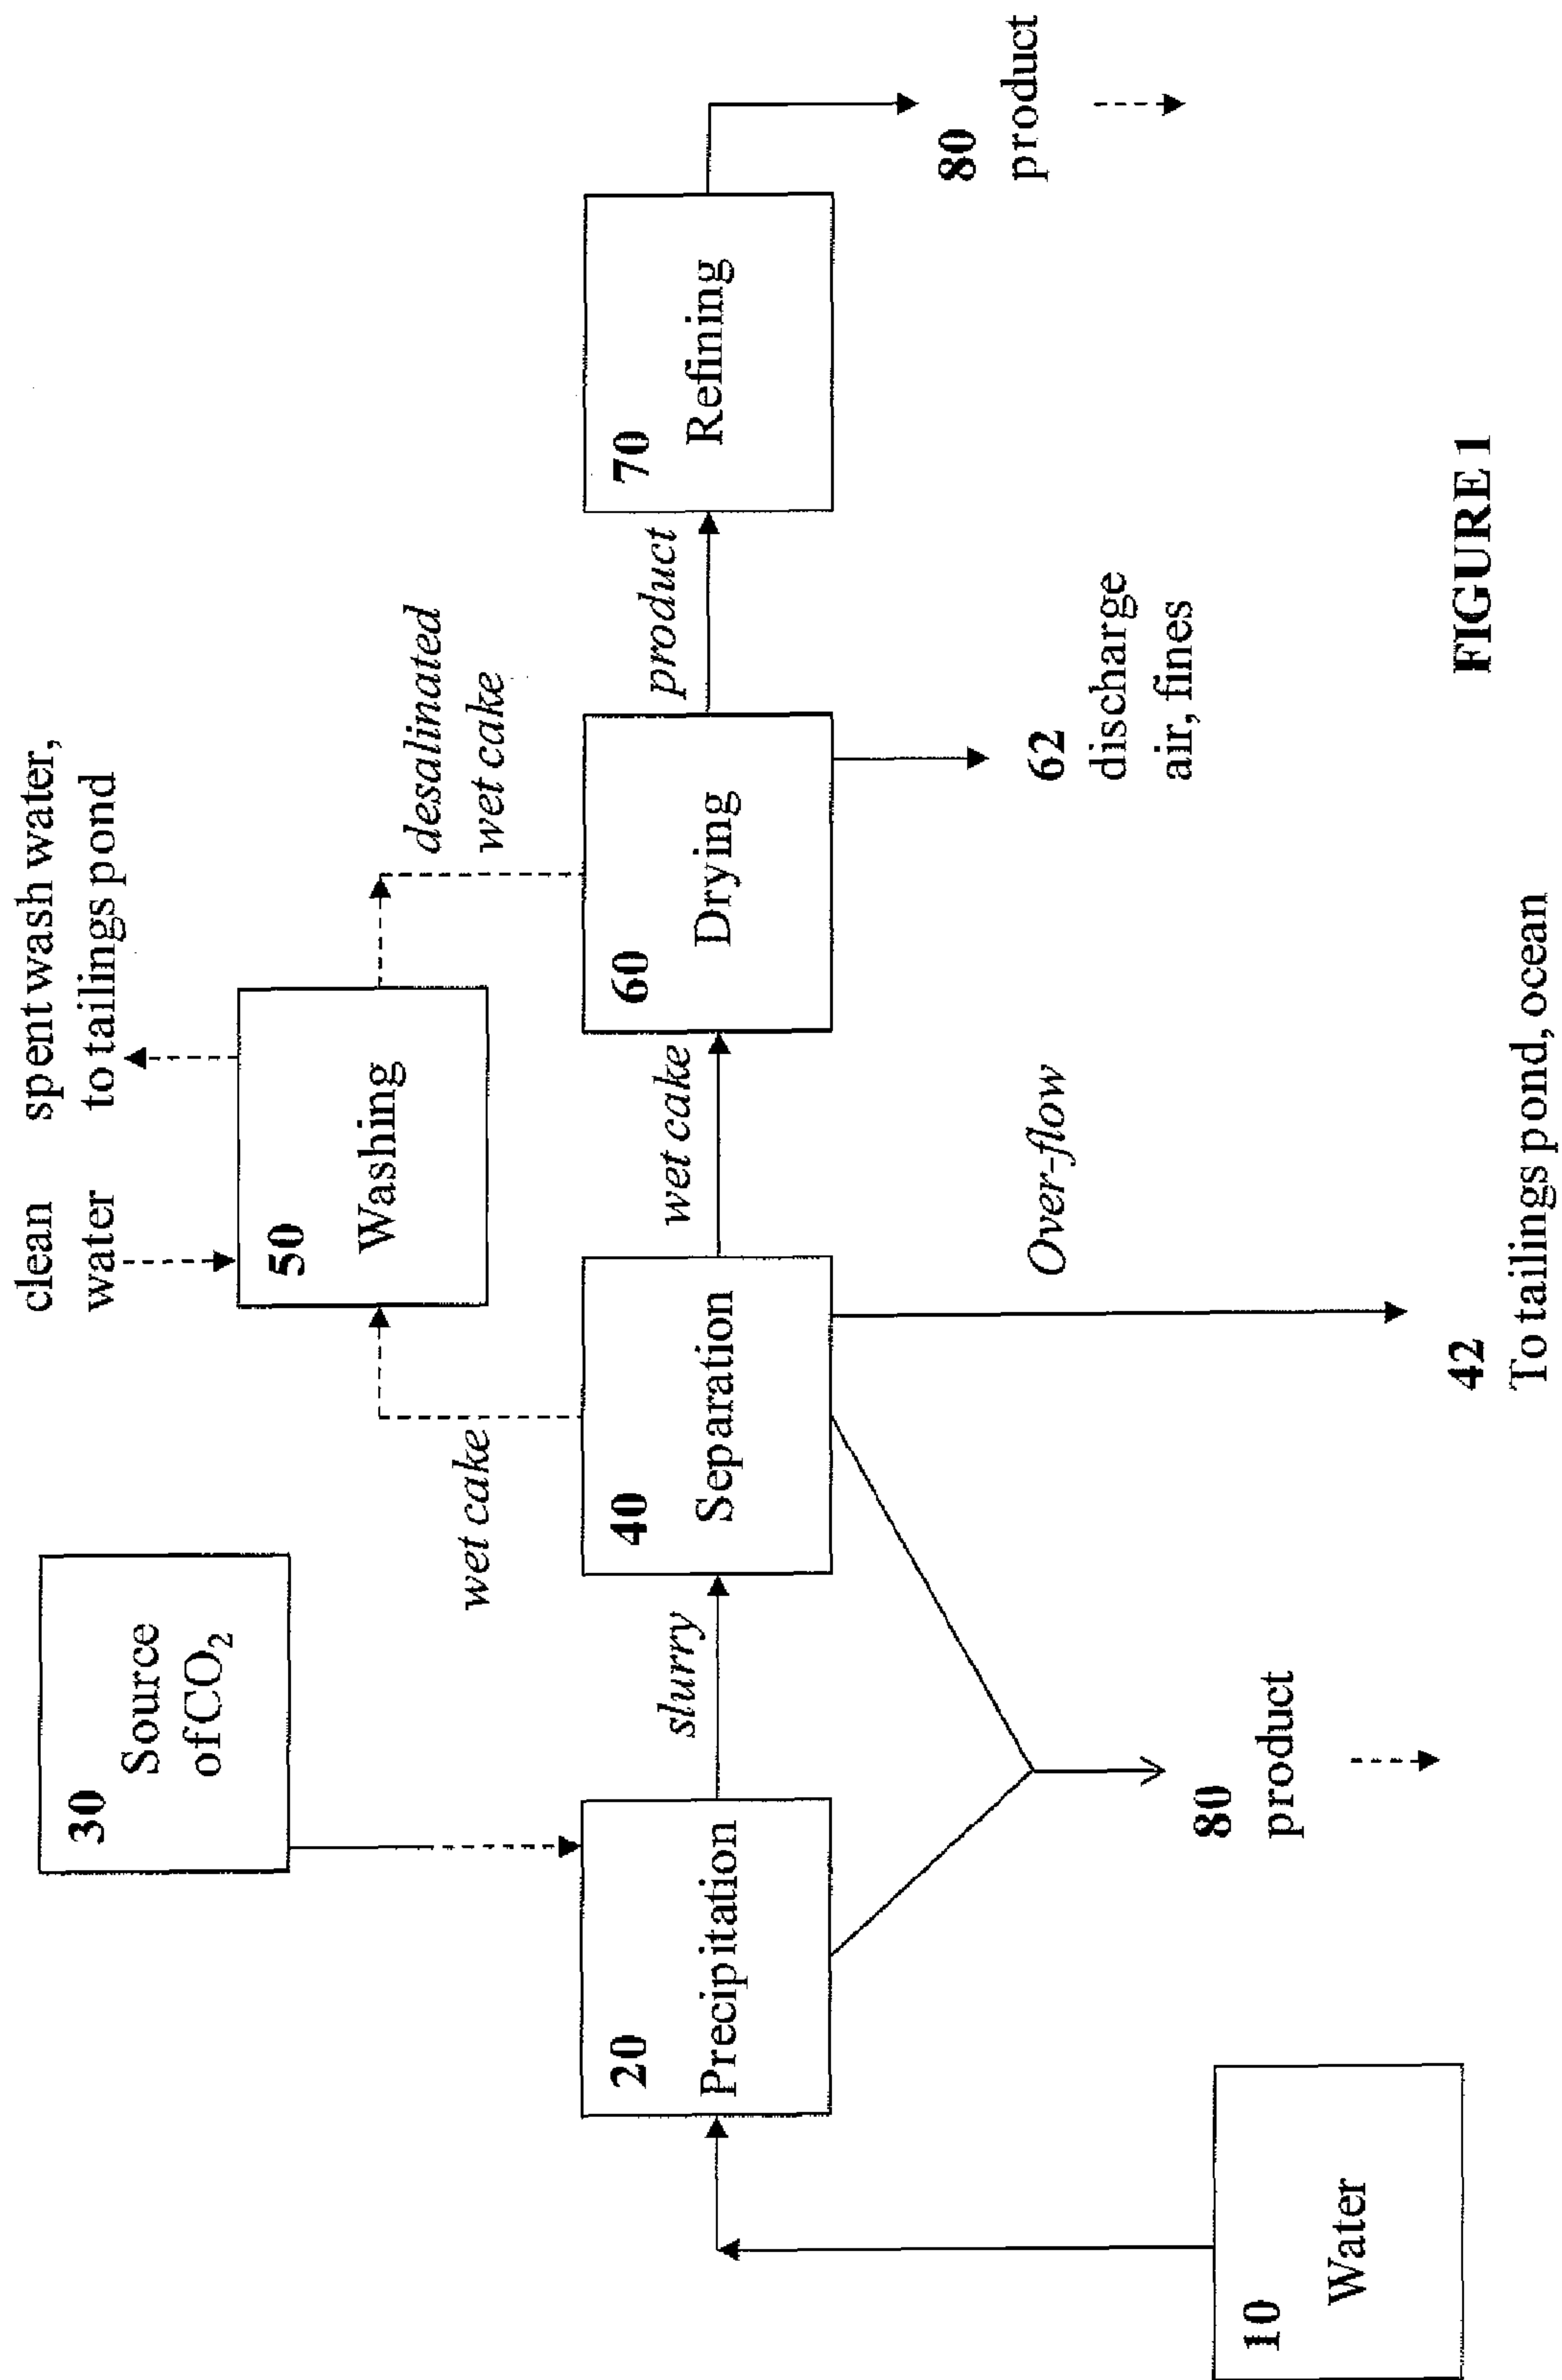 clean
water
spent wash water,
to tailings pond
30
Source
of CO₂
50
Washing
wet cake
desalinated
wet cake
20
Precipitation
slurry
40
Separation
wet cake
60
Drying
product
70
Refining
10
Water
80
product
Over-flow
42
To tailings pond, ocean
62
discharge
air, fines
80
product
FIGURE 1